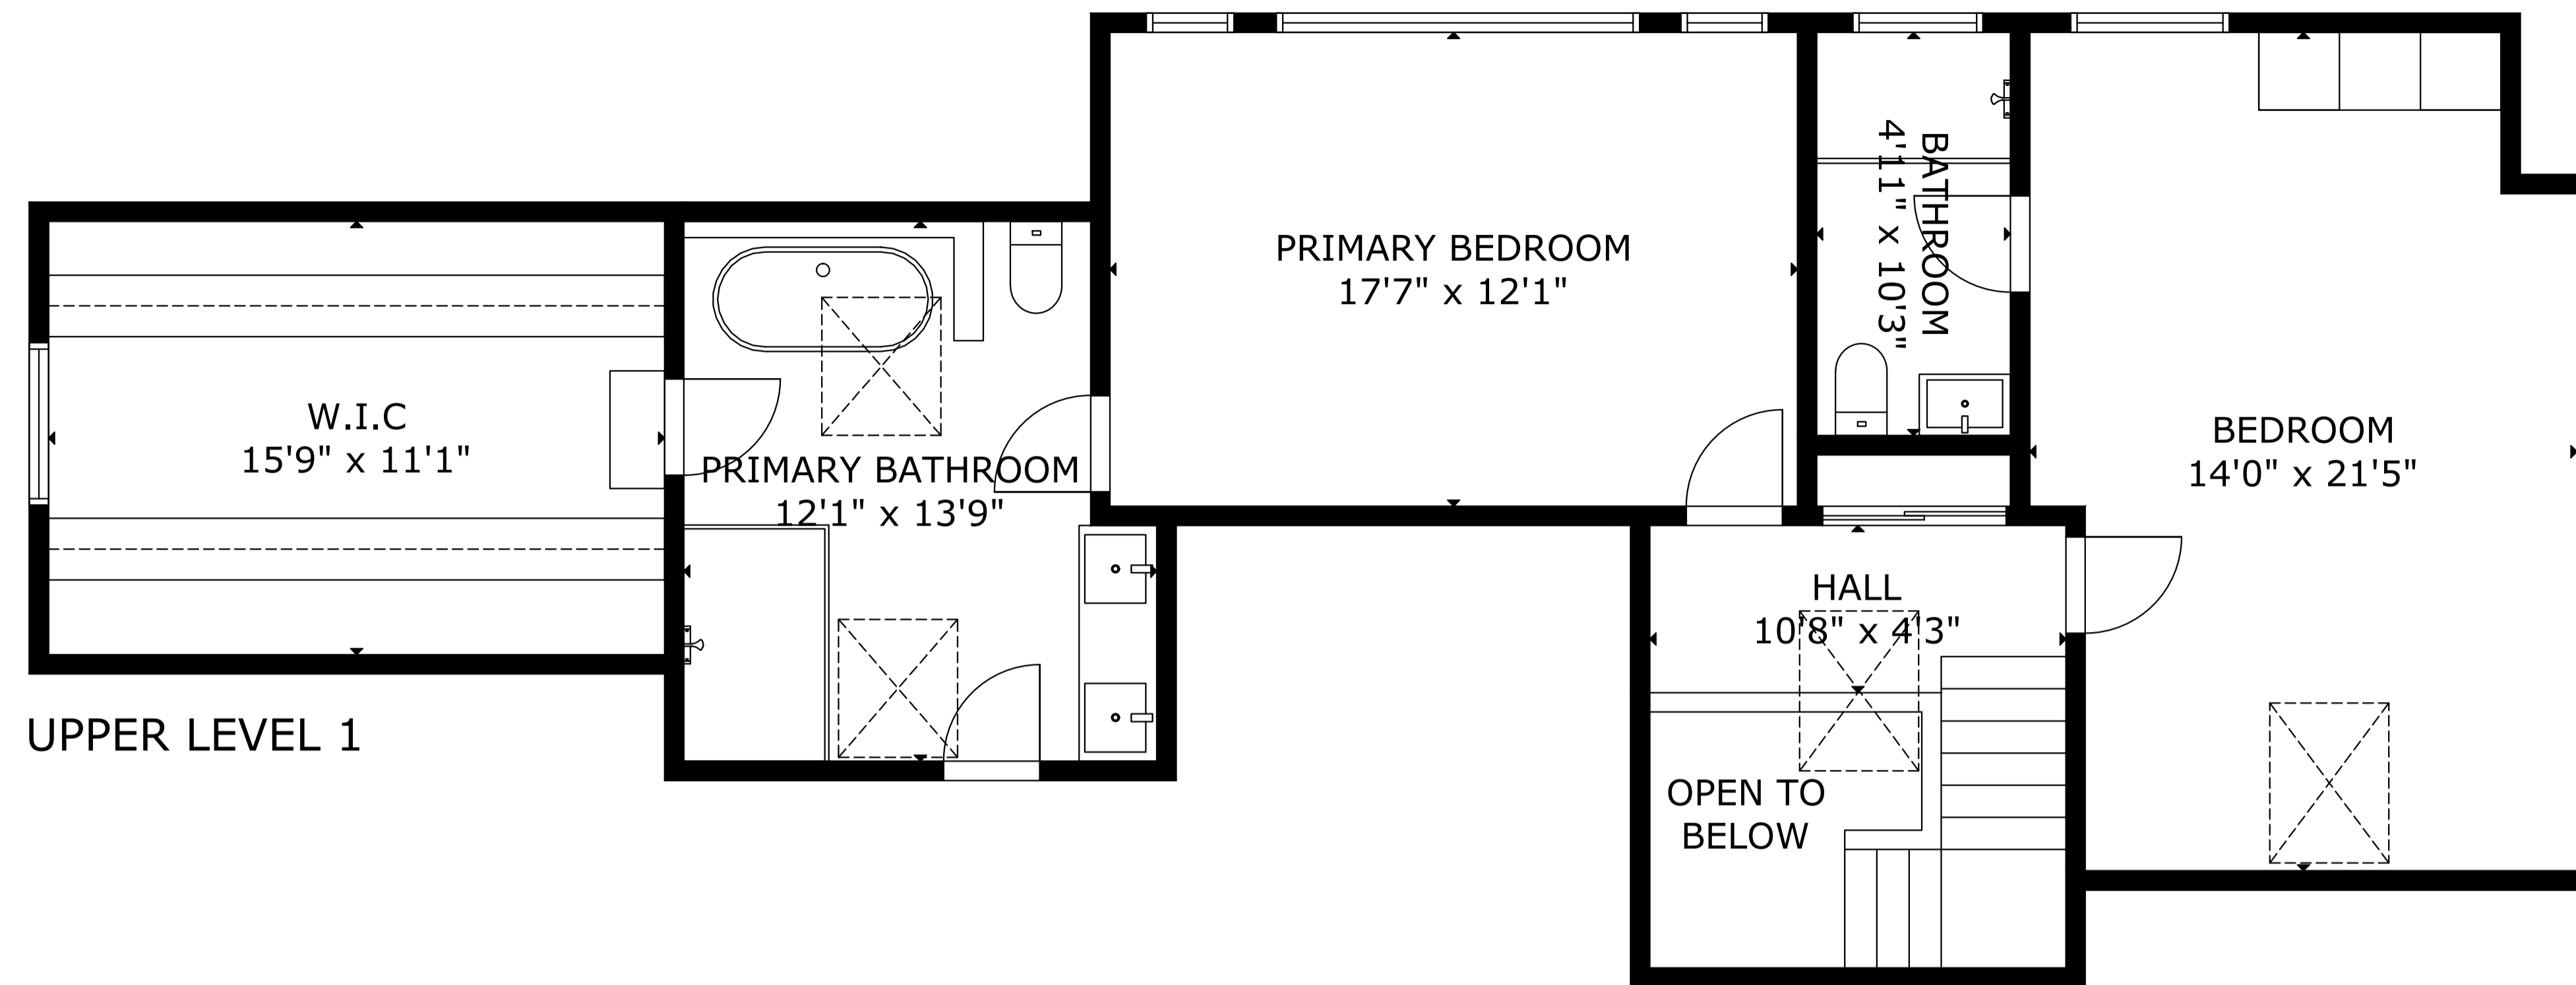 PRIMARY BEDROOM
17'7" x 12'1"
BATHROOM
4'11" x 10'3"
W.I.C
15'9" x 11'1"
PRIMARY BATHROOM
12'1" x 13'9"
BEDROOM
14'0" x 21'5"
HALL
10'8" x 4'3"
OPEN TO
BELOW
UPPER LEVEL 1